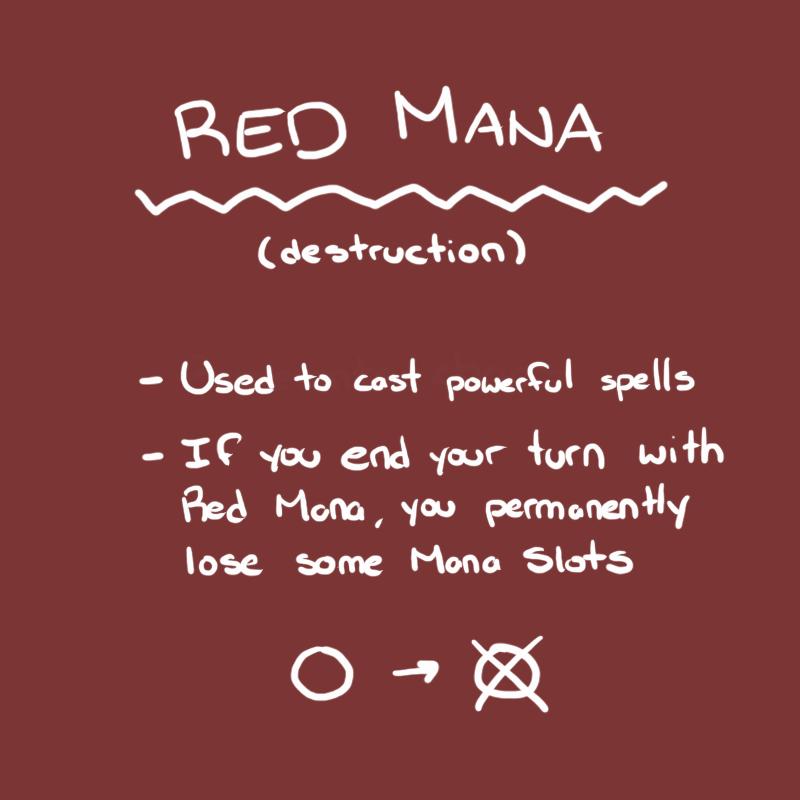 RED MANA
(destruction)
- Used to cast powerful spells
- If you end your turn with
Red Mana, you permanently
lose some Mana Slots